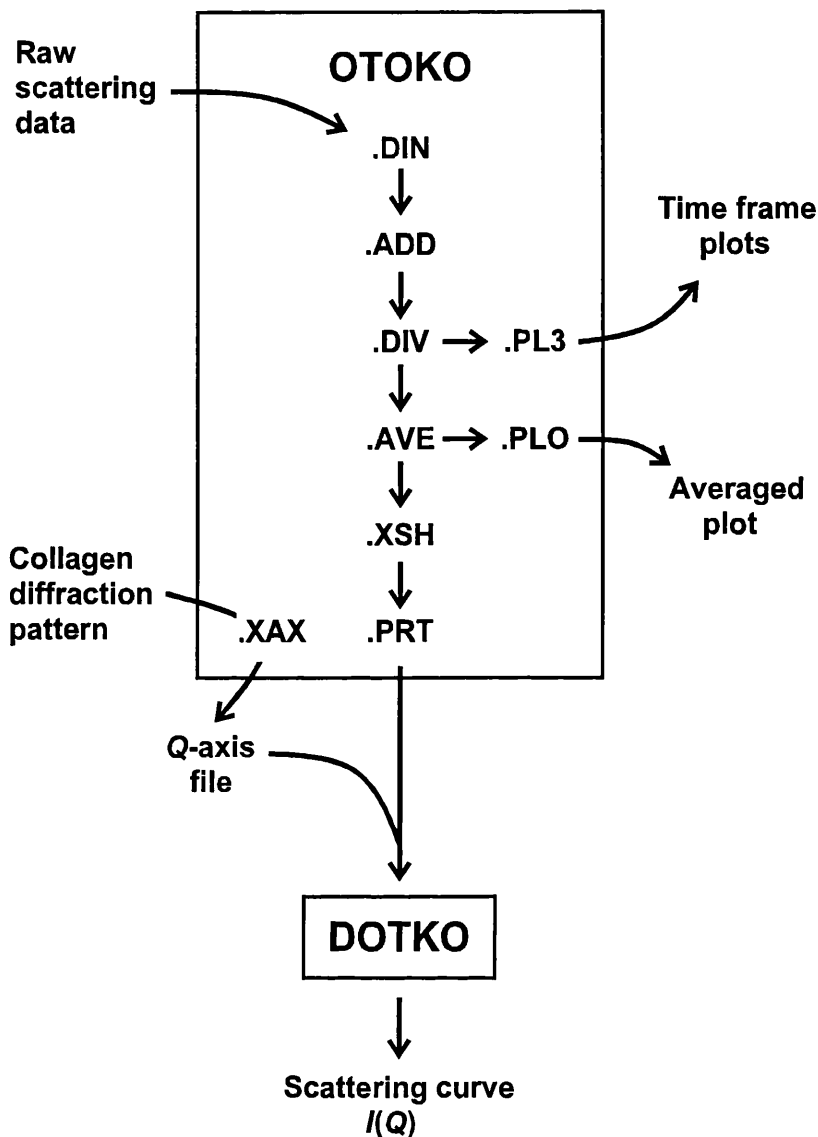 Raw
scattering
data
OTOKO
.DIN
.ADD
.DIV
.PL3
Time frame
plots
.AVE
.PLO
Averaged
plot
.XSH
Collagen
diffraction
pattern
.XAX
.PRT
Q-axis
file
DOTKO
Scattering curve
I(Q)